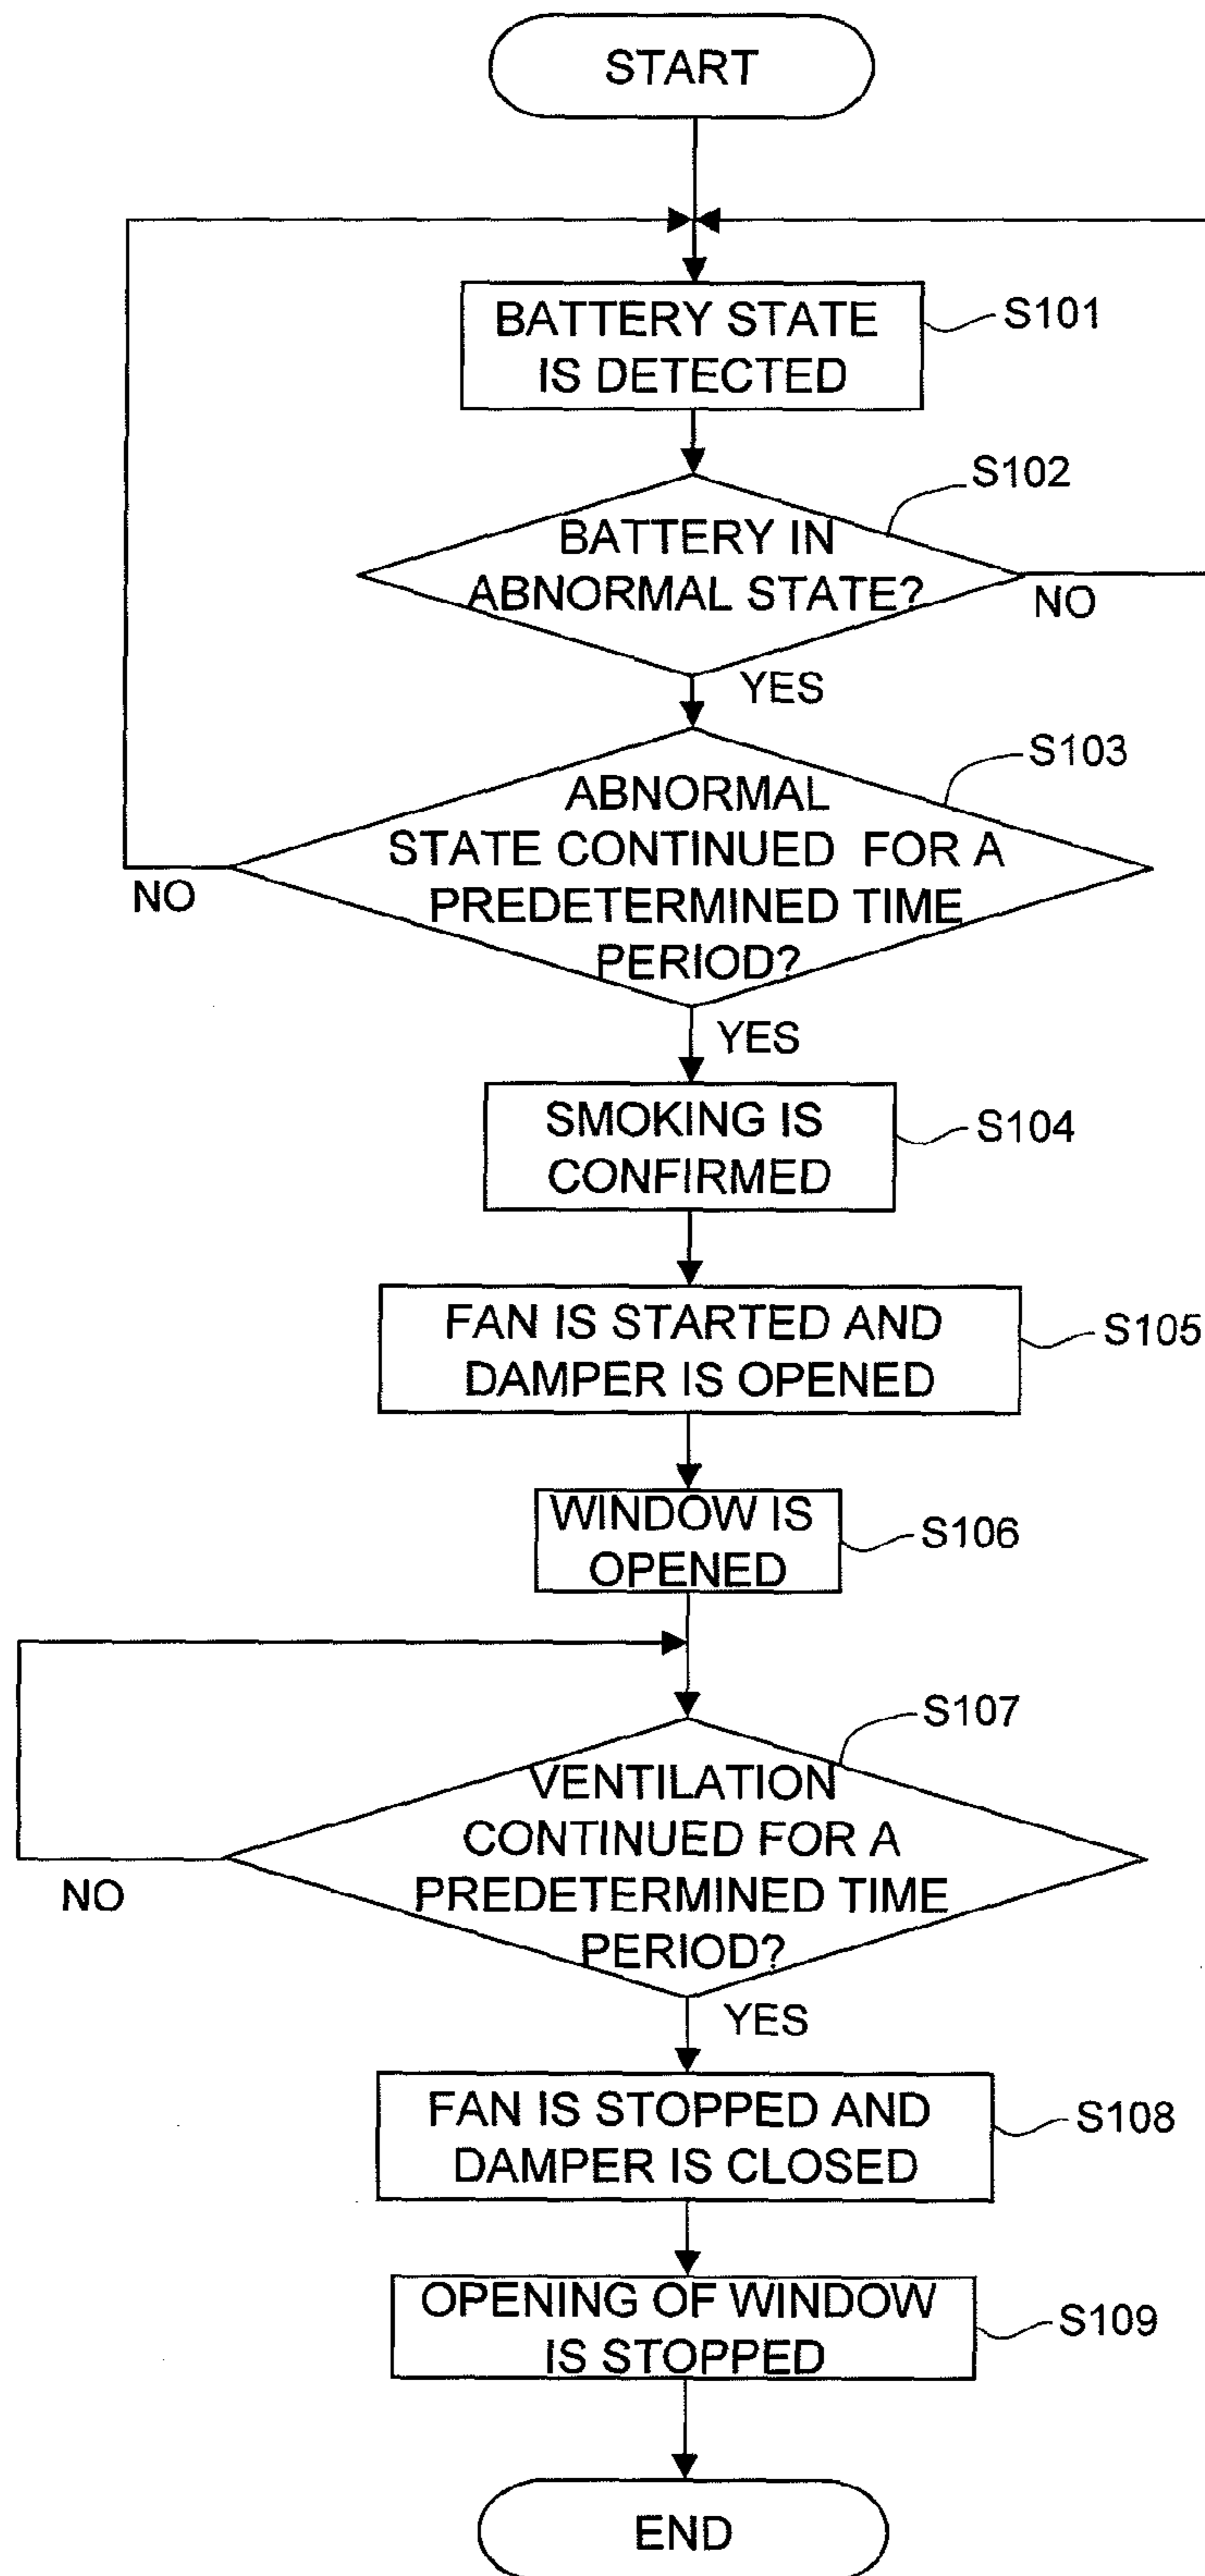 START
BATTERY STATE
IS DETECTED
S101
S102
BATTERY IN
ABNORMAL STATE?
NO
YES
S103
ABNORMAL
STATE CONTINUED FOR A
PREDETERMINED TIME
PERIOD?
NO
YES
SMOKING IS
CONFIRMED
S104
FAN IS STARTED AND
DAMPER IS OPENED
S105
WINDOW IS
OPENED
S106
S107
VENTILATION
CONTINUED FOR A
PREDETERMINED TIME
PERIOD?
NO
YES
FAN IS STOPPED AND
DAMPER IS CLOSED
S108
OPENING OF WINDOW
IS STOPPED
S109
END